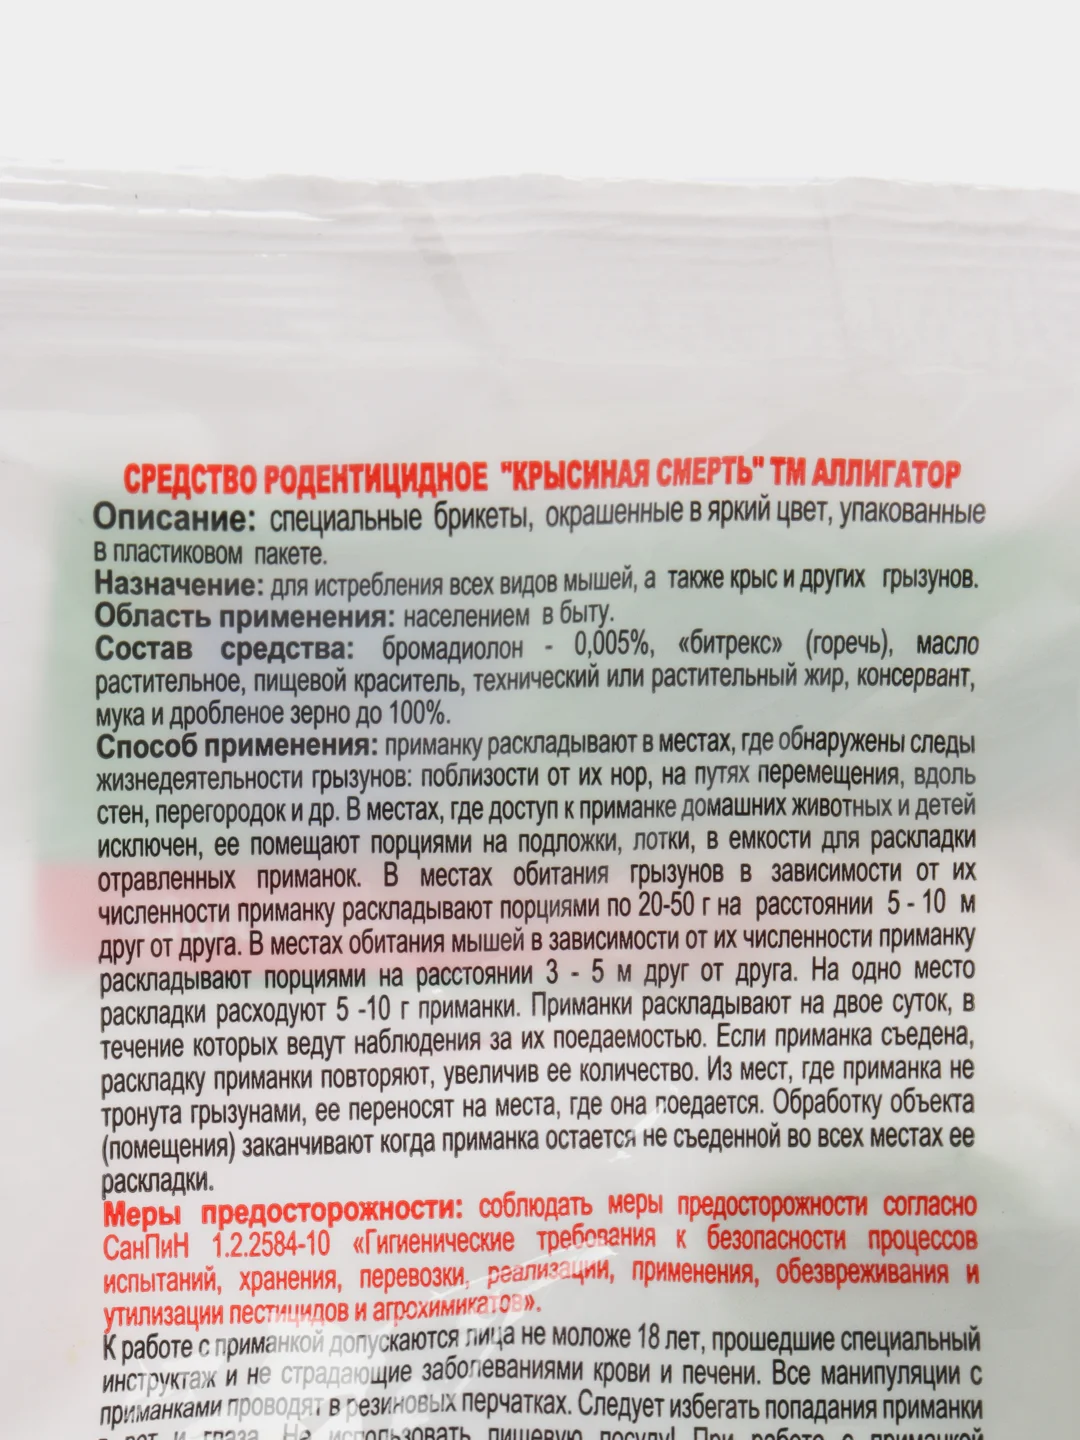 СРЕДСТВО РОДЕНТИЦИДНОЕ "КРЫСИНАЯ СМЕРТЬ" ТМ АЛЛИГАТОР
Описание: специальные брикеты, окрашенные в яркий цвет, упакованные
в пластиковом пакете.
Назначение: для истребления всех видов мышей, а также крыс и других грызунов.
Область применения: населением в быту.
Состав средства: бромадиолон - 0,005%, «битрекс» (горечь), масло
растительное, пищевой краситель, технический или растительный жир, консервант,
мука и дробленое зерно до 100%.
Способ применения: приманку раскладывают в местах, где обнаружены следы
жизнедеятельности грызунов: поблизости от их нор, на путях перемещения, вдоль
стен, перегородок и др. В местах, где доступ к приманке домашних животных и детей
исключен, ее помещают порциями на подложки, лотки, в емкости для раскладки
отравленных приманок. В местах обитания грызунов в зависимости от их
численности приманку раскладывают порциями по 20-50 г на расстоянии 5 - 10 м
друг от друга. В местах обитания мышей в зависимости от их численности приманку
раскладывают порциями на расстоянии 3 - 5 м друг от друга. На одно место
раскладки расходуют 5 -10 г приманки. Приманки раскладывают на двое суток, в
течение которых ведут наблюдения за их поедаемостью. Если приманка съедена,
раскладку приманки повторяют, увеличив ее количество. Из мест, где приманка не
тронута грызунами, ее переносят на места, где она поедается. Обработку объекта
(помещения) заканчивают когда приманка остается не съеденной во всех местах ее
раскладки.
Меры предосторожности: соблюдать меры предосторожности согласно
СанПиН 1.2.2584-10 «Гигиенические требования к безопасности процессов
испытаний, хранения, перевозки, реализации, применения, обезвреживания и
утилизации пестицидов и агрохимикатов».
К работе с приманкой допускаются лица не моложе 18 лет, прошедшие специальный
инструктаж и не страдающие заболеваниями крови и печени. Все манипуляции с
приманками проводят в резиновых перчатках. Следует избегать попадания приманки
в рот и глаза. Не использовать пищевую посуду! При работе с приманкой